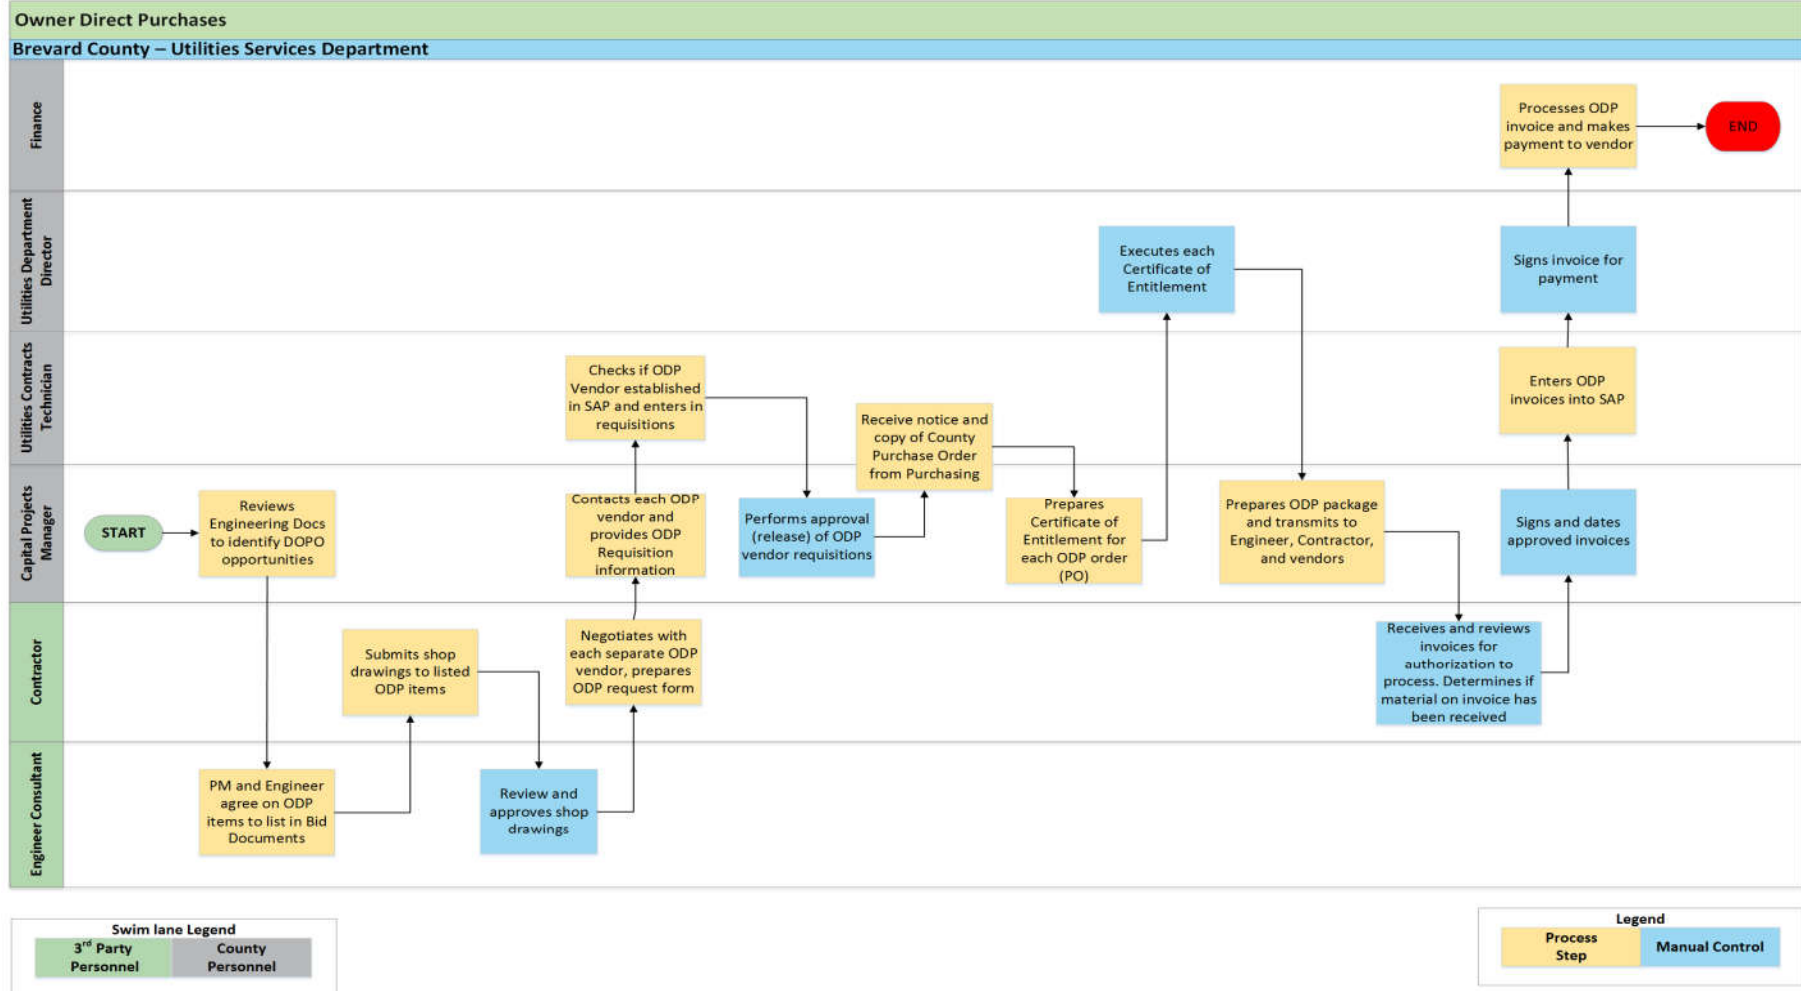 Owner Direct Purchases
Brevard County – Utilities Services Department
Finance
Processes ODP
invoice and makes
payment to vendor
END
Utilities Department
Director
Executes each
Certificate of
Entitlement
Signs invoice for
payment
Utilities Contracts
Technician
Checks if ODP
Vendor established
in SAP and enters in
requisitions
Receive notice and
copy of County
Purchase Order
from Purchasing
Enters ODP
invoices into SAP
Capital Projects
Manager
START
Reviews
Engineering Docs
to identify DOPO
opportunities
Contacts each ODP
vendor and
provides ODP
Requisition
information
Performs approval
(release) of ODP
vendor requisitions
Prepares
Certificate of
Entitlement for
each ODP order
(PO)
Prepares ODP package
and transmits to
Engineer, Contractor,
and vendors
Signs and dates
approved invoices
Contractor
Submits shop
drawings to listed
ODP items
Negotiates with
each separate ODP
vendor, prepares
ODP request form
Receives and reviews
invoices for
authorization to
process. Determines if
material on invoice has
been received
Engineer Consultant
PM and Engineer
agree on ODP
items to list in Bid
Documents
Review and
approves shop
drawings
Swim lane Legend
3rd Party
Personnel
County
Personnel
Legend
Process
Step
Manual Control